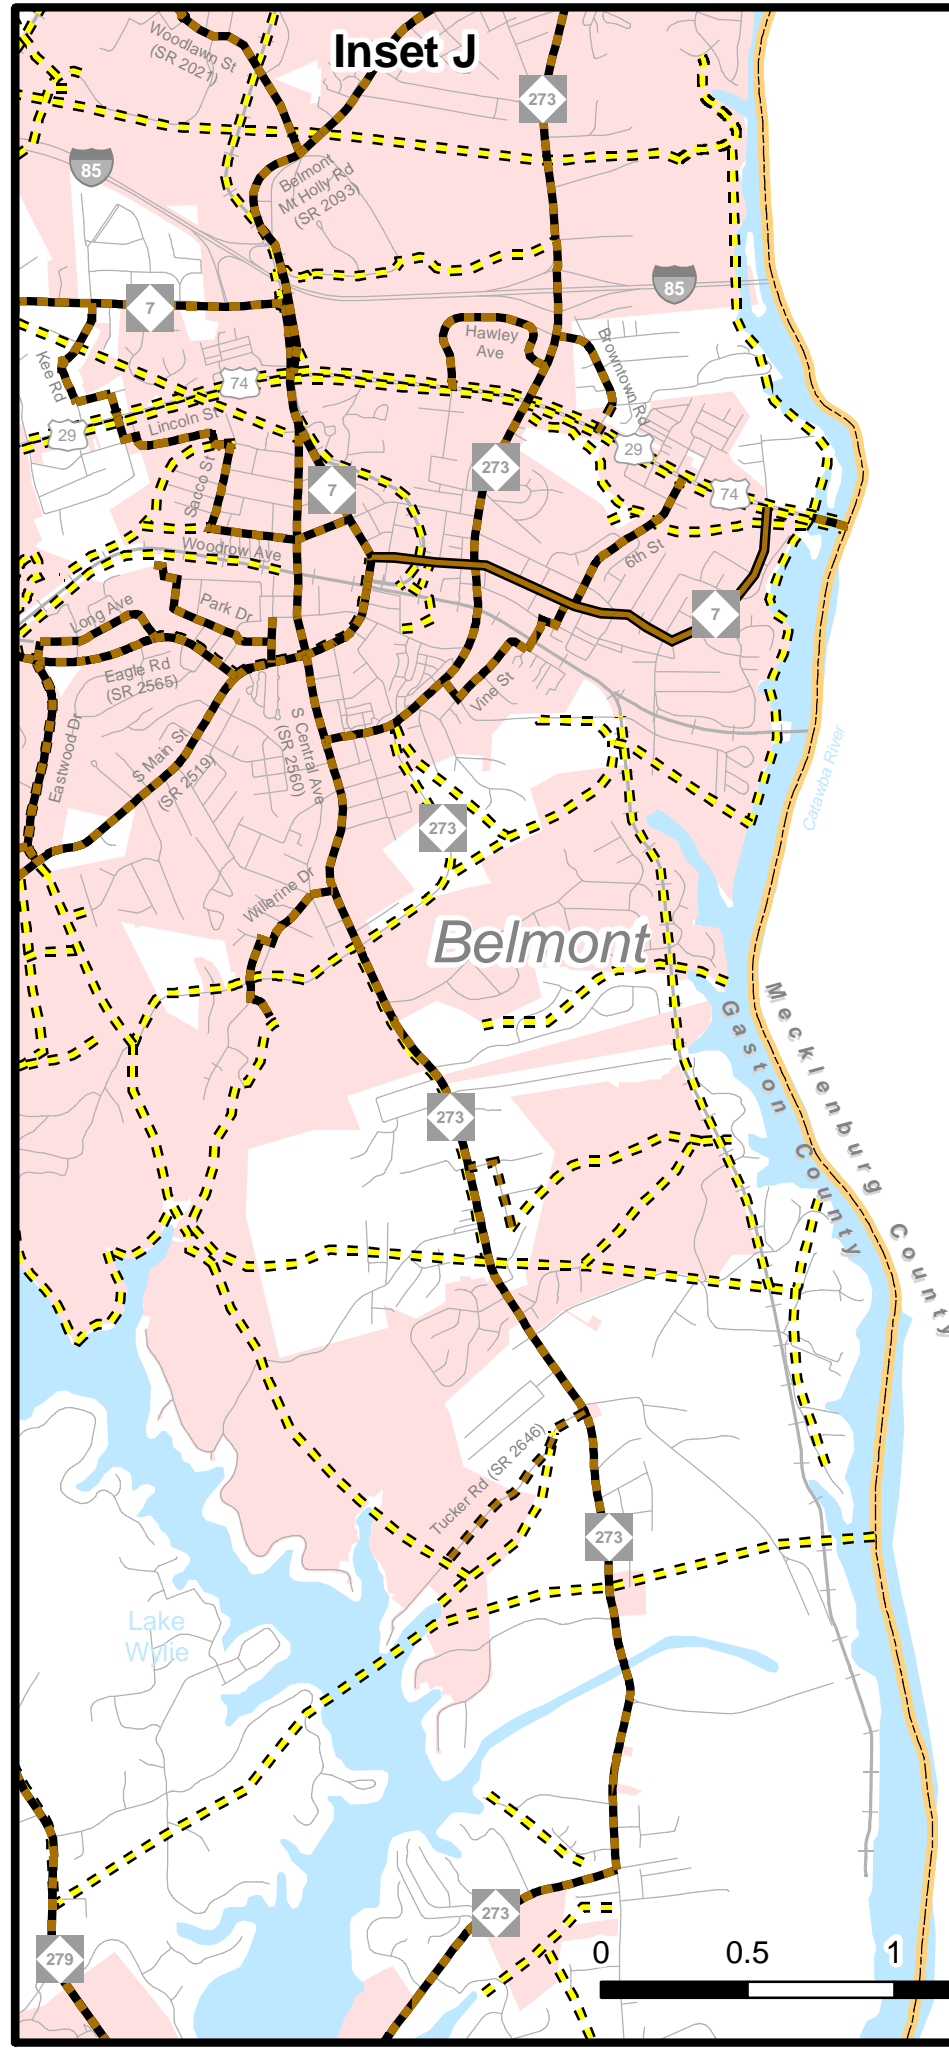 Inset J
Woodlawn St
(SR 2021)
273
85
Belmont
Mt Holly Rd
(SR 2093)
85
7
Hawley
Ave
Browntown Rd
Kee Rd
74
29
Lincoln St
29
273
Sacco St
7
74
Woodrow Ave
6th St
Long Ave
Park Dr
7
Eagle Rd
(SR 2565)
Vine St
Eastwood Dr
S Main St
(SR 2519)
S Central Ave
(SR 2560)
Catawba River
273
Willerine Dr
Belmont
Mecklenburg County
Gaston County
273
Tucker Rd (SR 2646)
273
Lake
Wylie
273
279
0 0.5 1